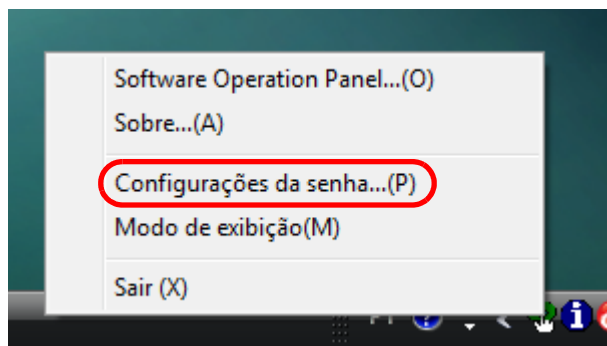 Software Operation Panel...(O)
Sobre...(A)
Configurações da senha...(P)
Modo de exibição(M)
Sair (X)